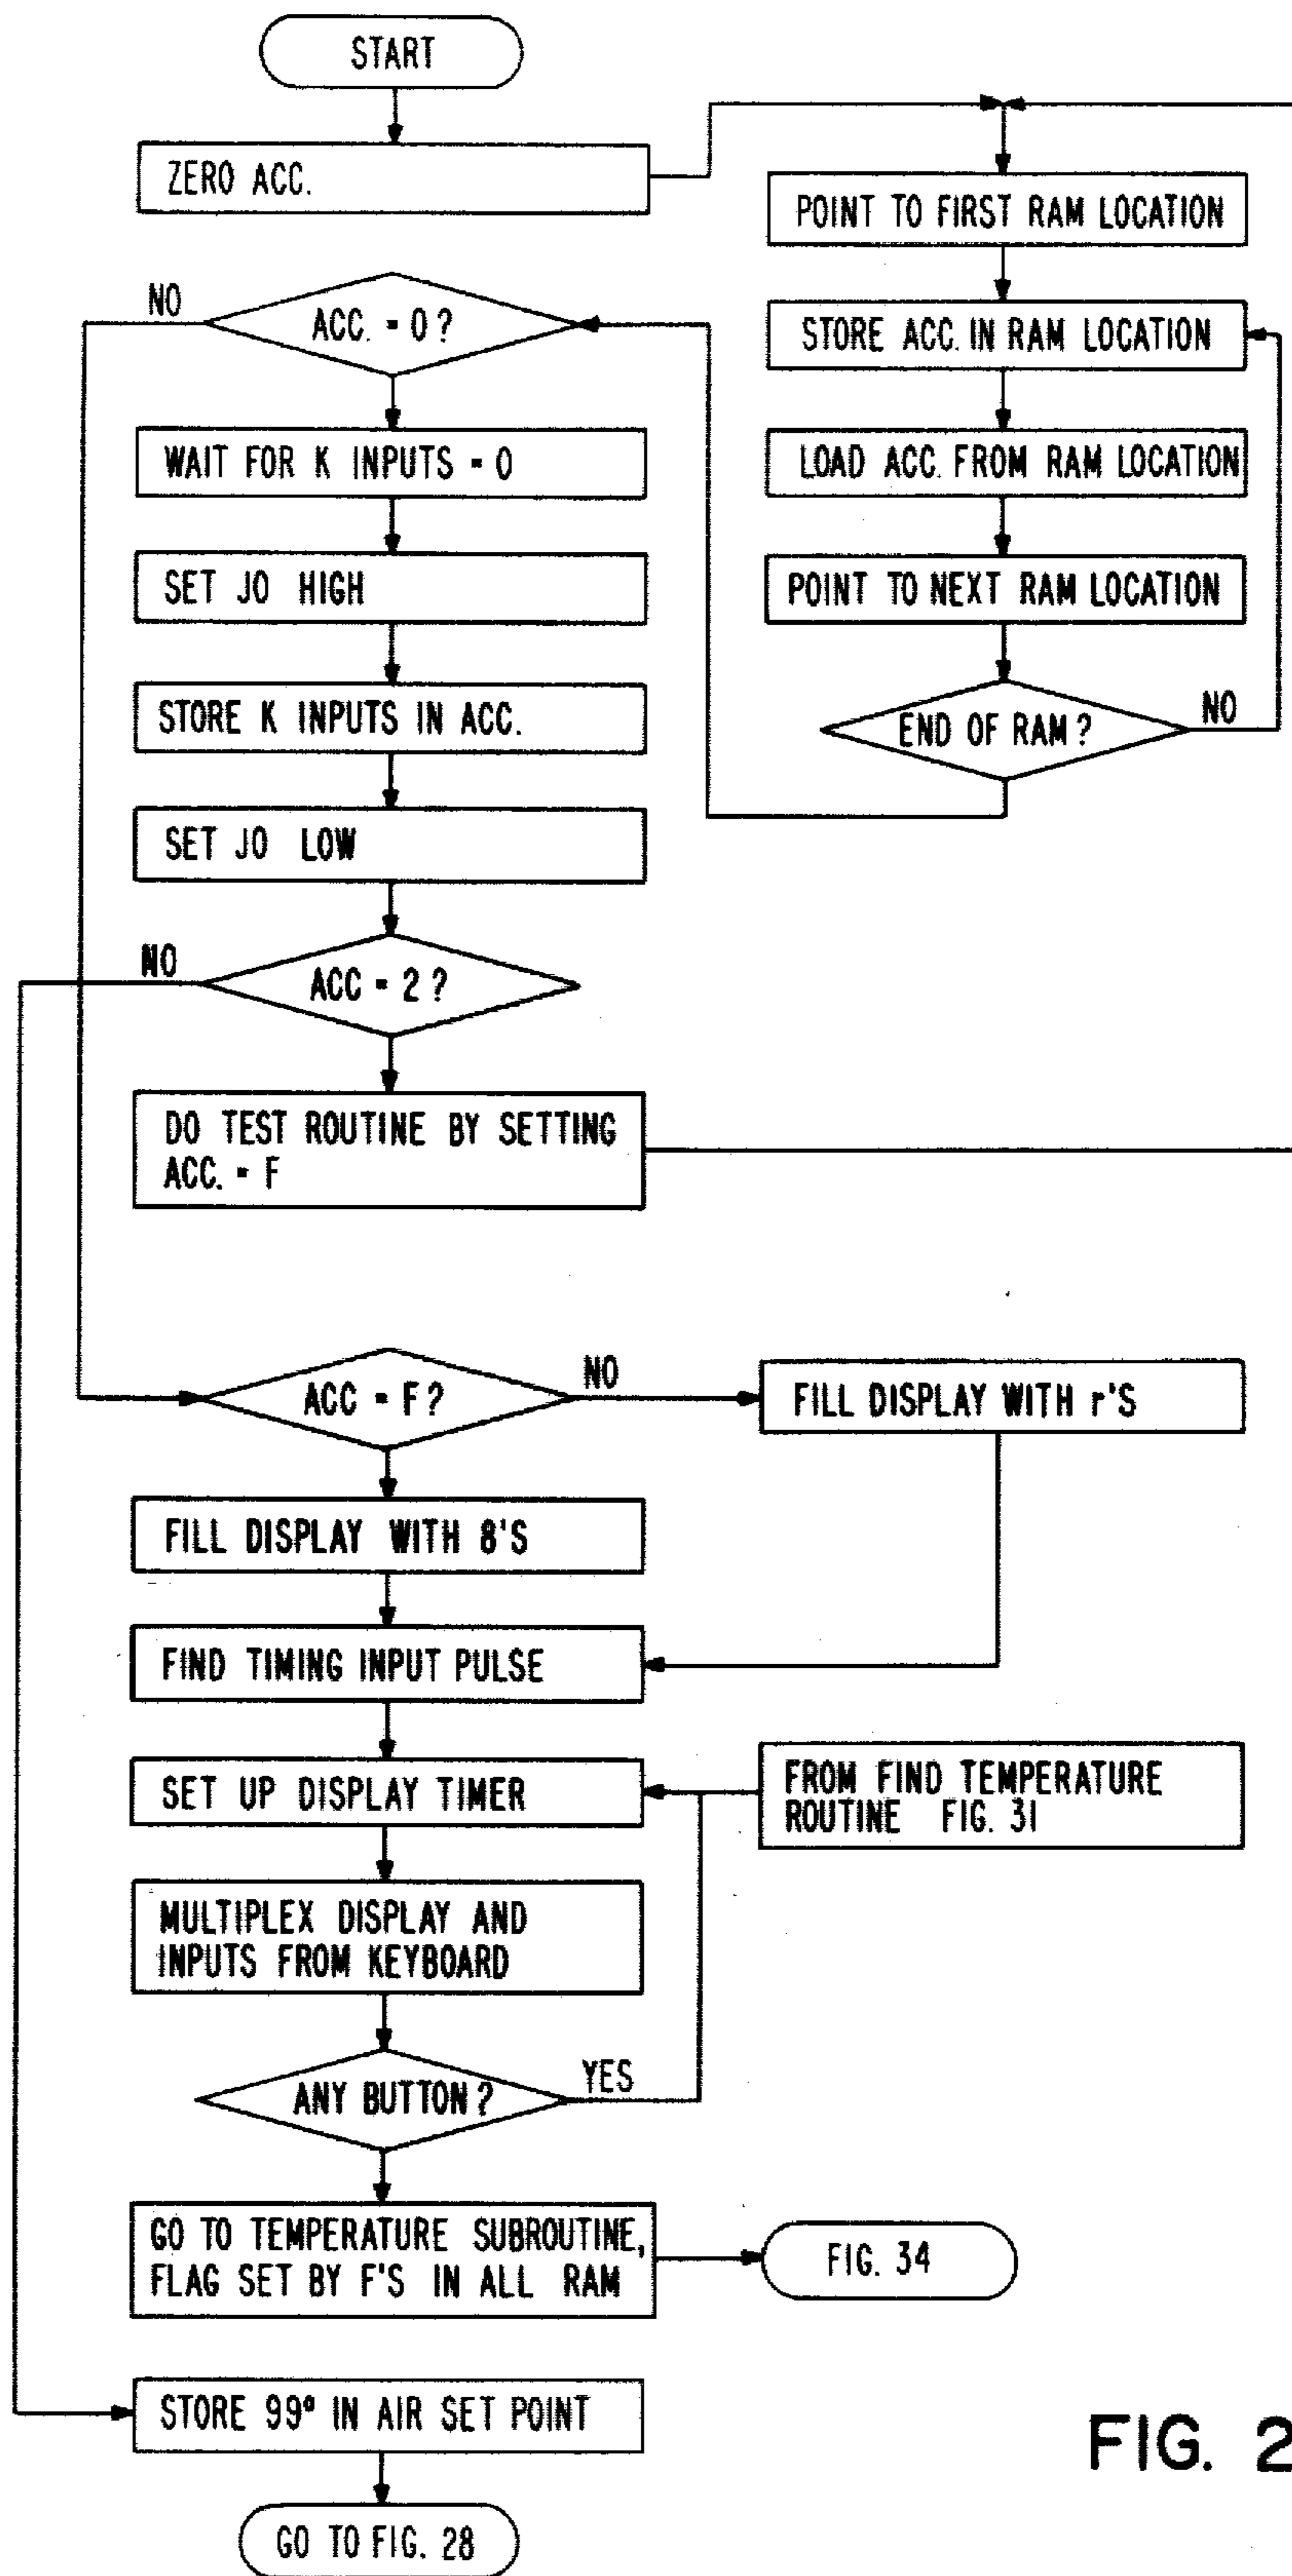 START
ZERO ACC.
POINT TO FIRST RAM LOCATION
STORE ACC. IN RAM LOCATION
LOAD ACC. FROM RAM LOCATION
POINT TO NEXT RAM LOCATION
END OF RAM?
NO
NO
ACC. = 0?
WAIT FOR K INPUTS = 0
SET J0 HIGH
STORE K INPUTS IN ACC.
SET J0 LOW
NO
ACC = 2?
DO TEST ROUTINE BY SETTING
ACC. = F
ACC = F?
NO
FILL DISPLAY WITH r'S
FILL DISPLAY WITH 8'S
FIND TIMING INPUT PULSE
SET UP DISPLAY TIMER
FROM FIND TEMPERATURE
ROUTINE FIG. 31
MULTIPLEX DISPLAY AND
INPUTS FROM KEYBOARD
ANY BUTTON?
YES
GO TO TEMPERATURE SUBROUTINE,
FLAG SET BY F'S IN ALL RAM
FIG. 34
STORE 99° IN AIR SET POINT
GO TO FIG. 28
FIG. 2